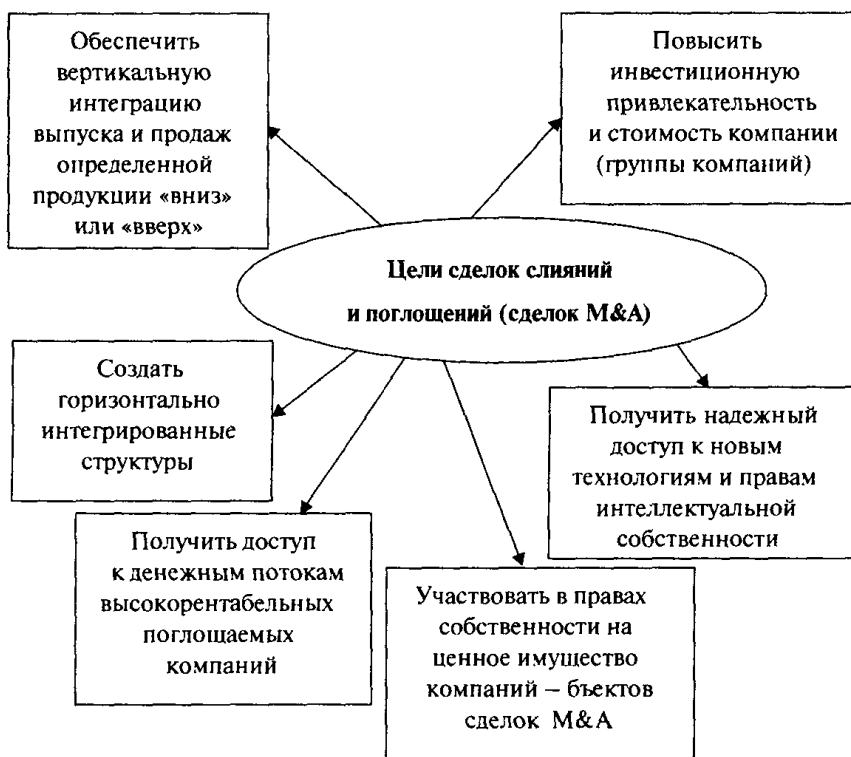 Обеспечить
вертикальную
интеграцию
выпуска и продаж
определенной
продукции «вниз»
или «вверх»
Повысить
инвестиционную
привлекательность
и стоимость компании
(группы компаний)
Цели сделок слияний
и поглощений (сделок M&A)
Создать
горизонтально
интегрированные
структуры
Получить надежный
доступ к новым
технологиям и правам
интеллектуальной
собственности
Получить доступ
к денежным потокам
высокорентабельных
поглощаемых
компаний
Участвовать в правах
собственности на
ценное имущество
компаний – бъектов
сделок M&A